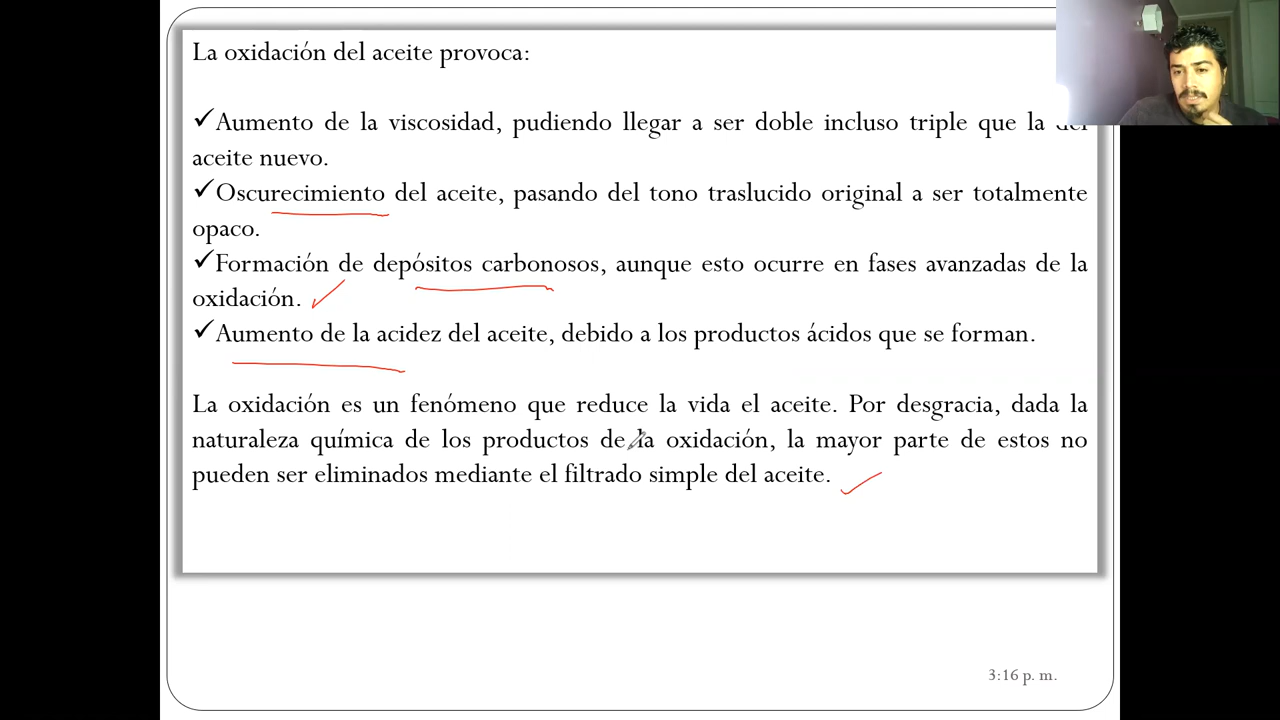 La oxidación del aceite provoca:
✓Aumento de la viscosidad, pudiendo llegar a ser doble incluso triple que la del
aceite nuevo.
✓Oscurecimiento del aceite, pasando del tono traslucido original a ser totalmente
opaco.
✓Formación de depósitos carbonosos, aunque esto ocurre en fases avanzadas de la
oxidación.
✓Aumento de la acidez del aceite, debido a los productos ácidos que se forman.
La oxidación es un fenómeno que reduce la vida el aceite. Por desgracia, dada la
naturaleza química de los productos de la oxidación, la mayor parte de estos no
pueden ser eliminados mediante el filtrado simple del aceite.
3:16 p. m.